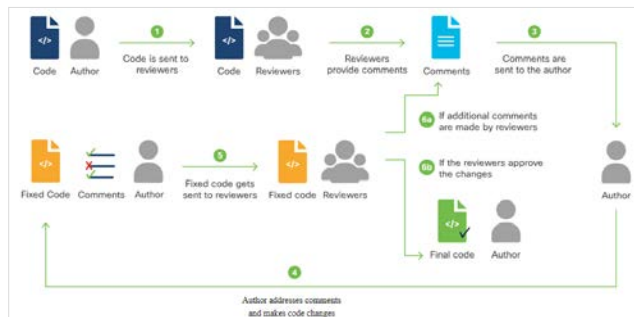 1
Code is sent to
reviewers
2
Reviewers
provide comments
3
Comments are
sent to the author
</>
Code
Author
</>
Code
Reviewers
Comments
6a
If additional comments
are made by reviewers
</>
Fixed Code
Comments
Author
5
Fixed code gets
sent to reviewers
</>
Fixed code
Reviewers
6b
If the reviewers approve
the changes
Author
</>
Final code
Author
4
Author addresses comments
and makes code changes